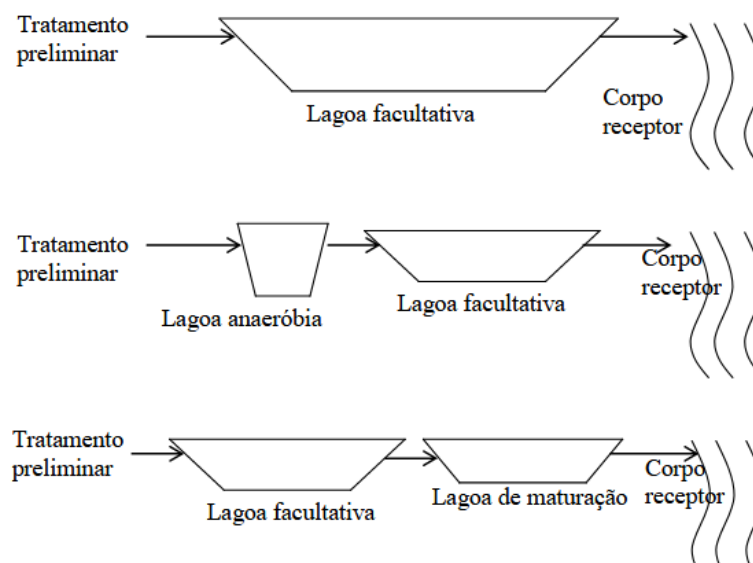 Tratamento
preliminar
Lagoa facultativa
Corpo
receptor
Tratamento
preliminar
Lagoa anaeróbia
Lagoa facultativa
Corpo
receptor
Tratamento
preliminar
Lagoa facultativa
Lagoa de maturação
Corpo
receptor